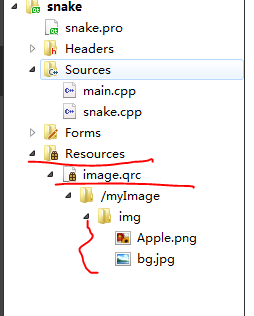 snake
snake.pro
Headers
Sources
main.cpp
snake.cpp
Forms
Resources
image.qrc
/myImage
img
Apple.png
bg.jpg